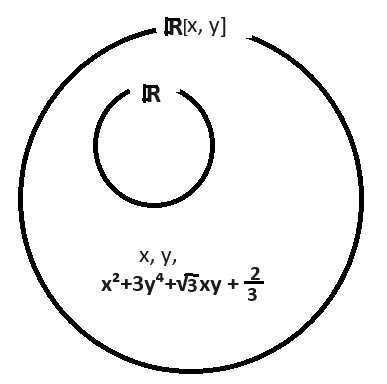 ℝ[x, y]
ℝ
x, y,
x²+3y⁴+√3xy + 2/3